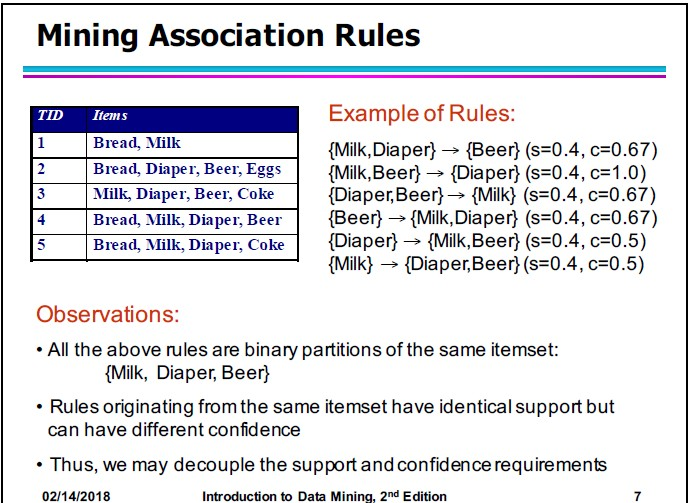 Mining Association Rules
TID Items
1 Bread, Milk
2 Bread, Diaper, Beer, Eggs
3 Milk, Diaper, Beer, Coke
4 Bread, Milk, Diaper, Beer
5 Bread, Milk, Diaper, Coke
Example of Rules:
{Milk,Diaper} → {Beer} (s=0.4, c=0.67)
{Milk,Beer} → {Diaper} (s=0.4, c=1.0)
{Diaper,Beer} → {Milk} (s=0.4, c=0.67)
{Beer} → {Milk,Diaper} (s=0.4, c=0.67)
{Diaper} → {Milk,Beer} (s=0.4, c=0.5)
{Milk} → {Diaper,Beer} (s=0.4, c=0.5)
Observations:
• All the above rules are binary partitions of the same itemset:
{Milk, Diaper, Beer}
• Rules originating from the same itemset have identical support but
can have different confidence
• Thus, we may decouple the support and confidence requirements
02/14/2018 Introduction to Data Mining, 2nd Edition 7